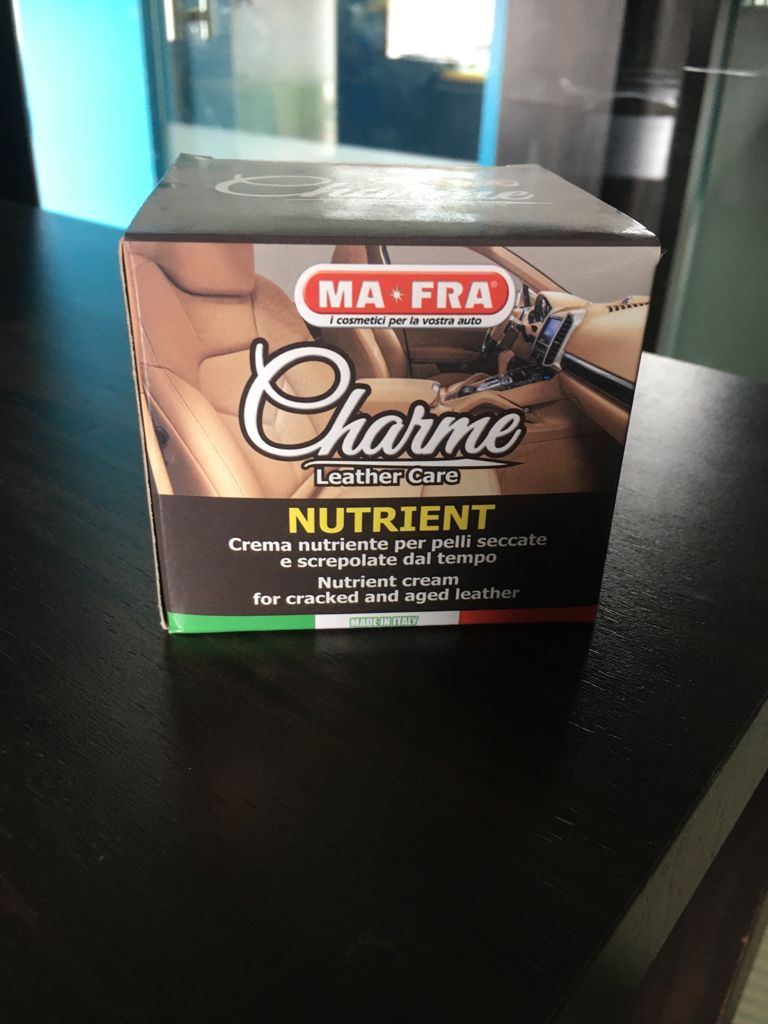 Charme
MA FRA®
i cosmetici per la vostra auto
Charme
Leather Care
NUTRIENT
Crema nutriente per pelli seccate
e screpolate dal tempo
Nutrient cream
for cracked and aged leather
MADE IN ITALY